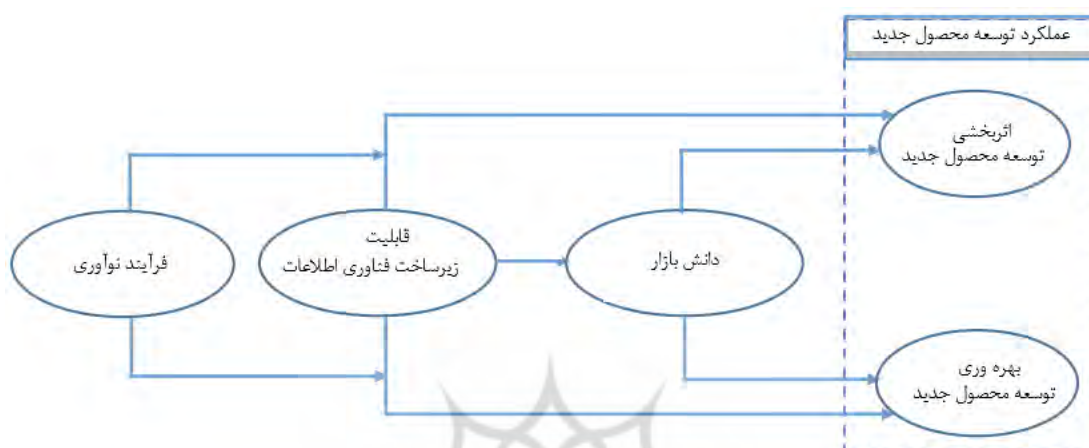 عملکرد توسعه محصول جدید
اثربخشی
توسعه محصول جدید
قابلیت
زیرساخت فناوری اطلاعات
دانش بازار
فرآیند نوآوری
بهره وری
توسعه محصول جدید